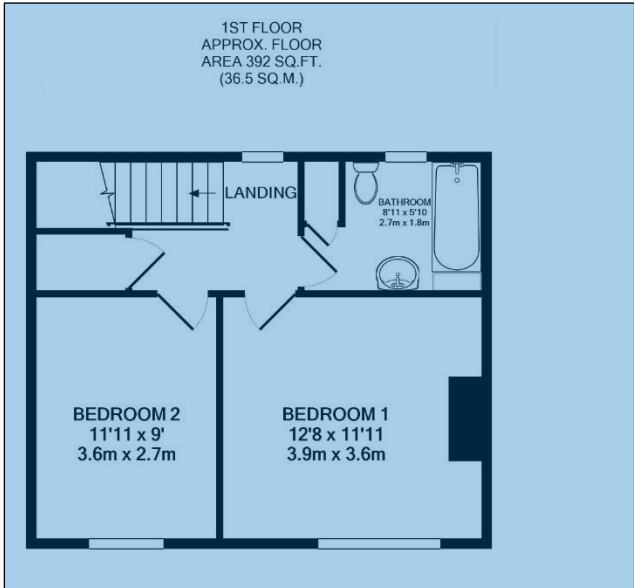 1ST FLOOR
APPROX. FLOOR
AREA 392 SQ.FT.
(36.5 SQ.M.)
LANDING
BATHROOM
8'11 x 5'10
2.7m x 1.8m
BEDROOM 2
11'11 x 9'
3.6m x 2.7m
BEDROOM 1
12'8 x 11'11
3.9m x 3.6m